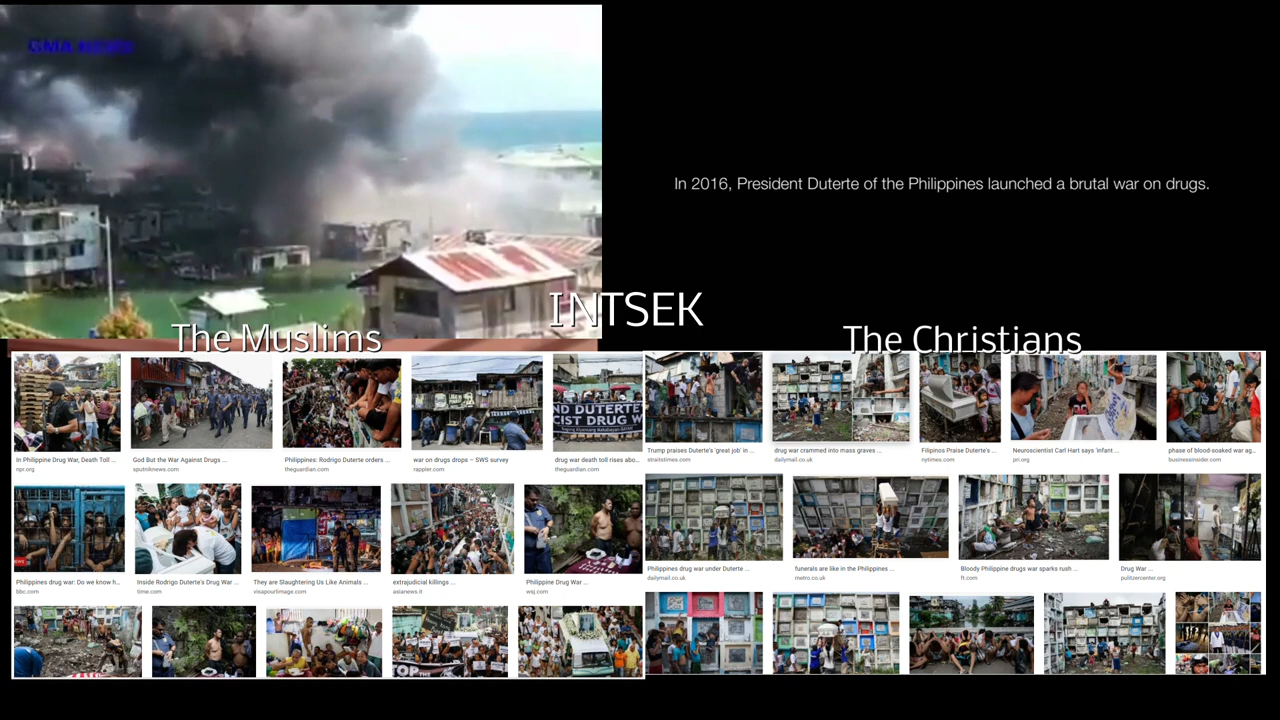 GMA NEWS
In 2016, President Duterte of the Philippines launched a brutal war on drugs.
INTSEK
The Muslims
The Christians
In Philippine Drug War, Death Toll ...
npr.org
God But the War Against Drugs ...
sputniknews.com
Philippines: Rodrigo Duterte orders ...
theguardian.com
war on drugs drops – SWS survey
rappler.com
drug war death toll rises abo...
theguardian.com
Trump praises Duterte's 'great job' in ...
straitstimes.com
drug war crammed into mass graves ...
dailymail.co.uk
Filipinos Praise Duterte's ...
nytimes.com
Neuroscientist Carl Hart says 'infant ...
pri.org
phase of blood-soaked war ag...
businessinsider.com
ND DUTERTE
CIST DRUG W
Philippines drug war: Do we know h...
bbc.com
Inside Rodrigo Duterte's Drug War ...
time.com
They are Slaughtering Us Like Animals ...
visapourlimage.com
extrajudicial killings ...
asianews.it
Philippine Drug War ...
wsj.com
Philippines drug war under Duterte ...
dailymail.co.uk
funerals are like in the Philippines ...
metro.co.uk
Bloody Philippine drugs war sparks rush ...
ft.com
Drug War ...
pulitzercenter.org
TOP THE